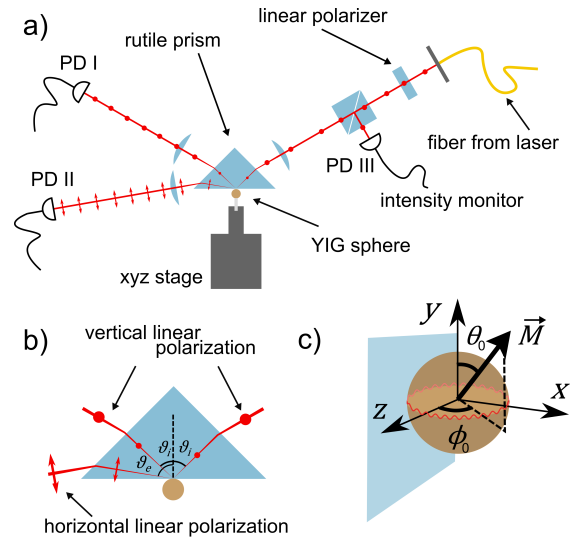 a)
linear polarizer
rutile prism
PD I
fiber from laser
PD III
PD II
intensity monitor
YIG sphere
xyz stage
b)
vertical linear
polarization
ϑi ϑi
ϑe
horizontal linear polarization
c)
y
θ0
M
x
z
ϕ0